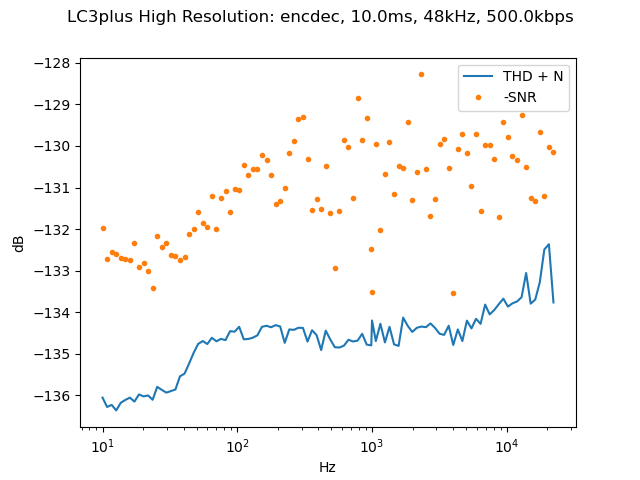 LC3plus High Resolution: encdec, 10.0ms, 48kHz, 500.0kbps
−128
−129
−130
−131
−132
−133
−134
−135
−136
dB
THD + N
-SNR
10¹
10²
10³
10⁴
Hz